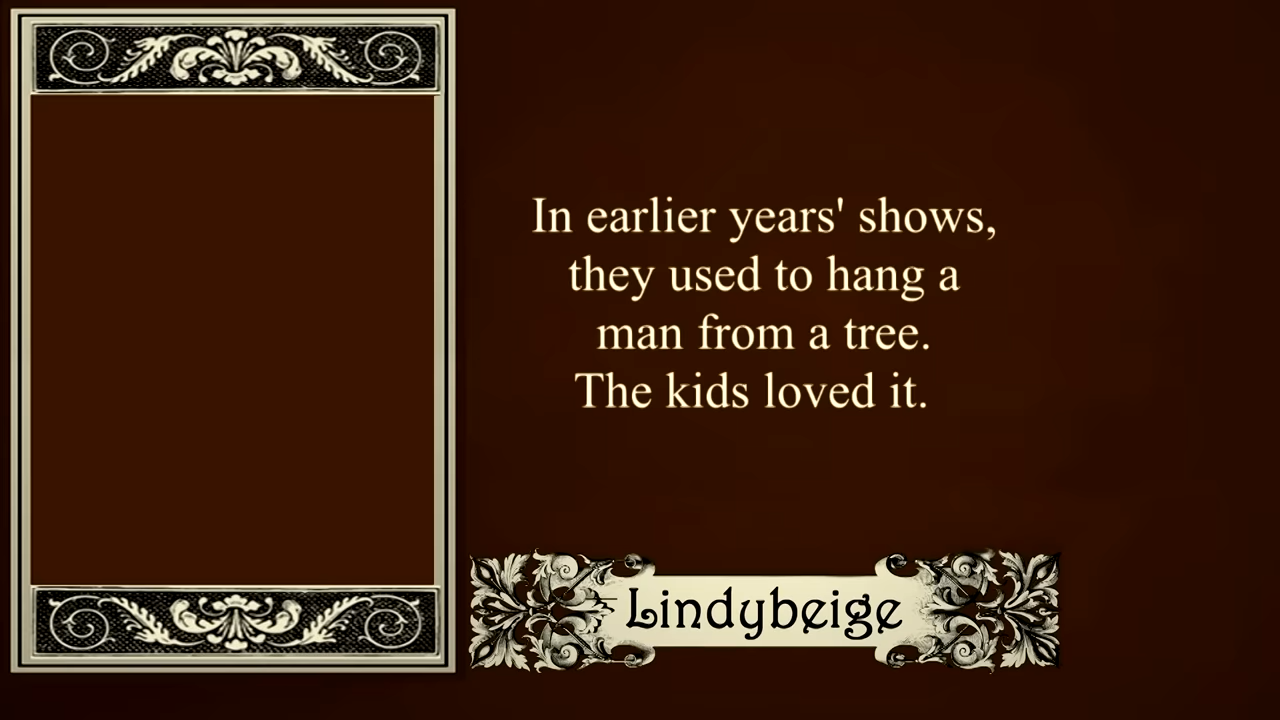 In earlier years' shows,
they used to hang a
man from a tree.
The kids loved it.
Lindybeige